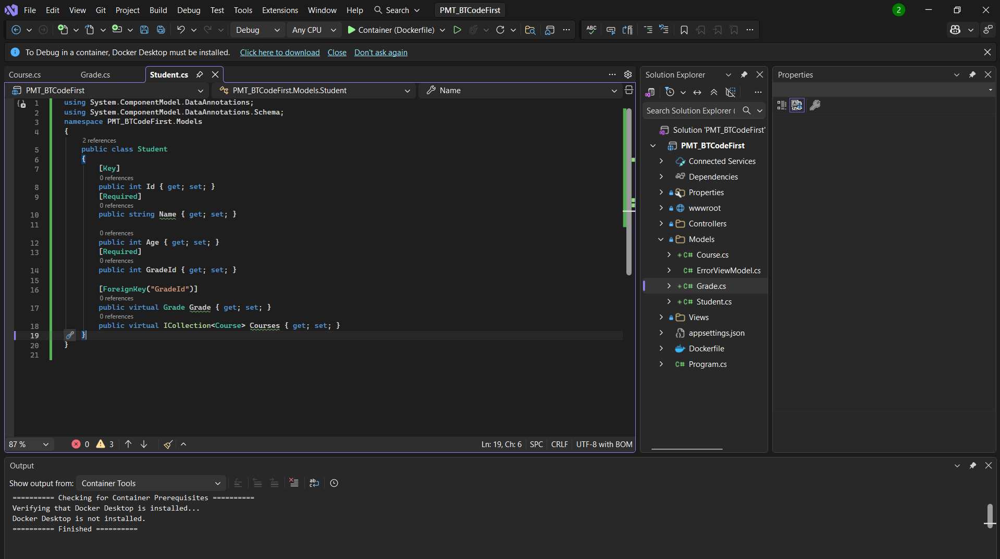 File Edit View Git Project Build Debug Test Tools Extensions Window Help Search PMT_BTCodeFirst 2
Debug Any CPU Container (Dockerfile)
To Debug in a container, Docker Desktop must be installed. Click here to download Close Don't ask again
Course.cs Grade.cs Student.cs
PMT_BTCodeFirst PMT_BTCodeFirst.Models.Student Name
1 using System.ComponentModel.DataAnnotations;
2 using System.ComponentModel.DataAnnotations.Schema;
3 namespace PMT_BTCodeFirst.Models
4 {
2 references
5 public class Student
6 {
7 [Key]
0 references
8 public int Id { get; set; }
9 [Required]
0 references
10 public string Name { get; set; }
11
0 references
12 public int Age { get; set; }
13 [Required]
0 references
14 public int GradeId { get; set; }
15
16 [ForeignKey("GradeId")]
0 references
17 public virtual Grade Grade { get; set; }
0 references
18 public virtual ICollection<Course> Courses { get; set; }
19 }
20 }
21
87 % 0 3 Ln: 19, Ch: 6 SPC CRLF UTF-8 with BOM
Solution Explorer
Search Solution Explorer (
Solution 'PMT_BTCodeFirst'
PMT_BTCodeFirst
Connected Services
Dependencies
Properties
wwwroot
Controllers
Models
C# Course.cs
C# ErrorViewModel.cs
C# Grade.cs
C# Student.cs
Views
appsettings.json
Dockerfile
C# Program.cs
Properties
Output
Show output from: Container Tools
========== Checking for Container Prerequisites ==========
Verifying that Docker Desktop is installed...
Docker Desktop is not installed.
========== Finished ==========